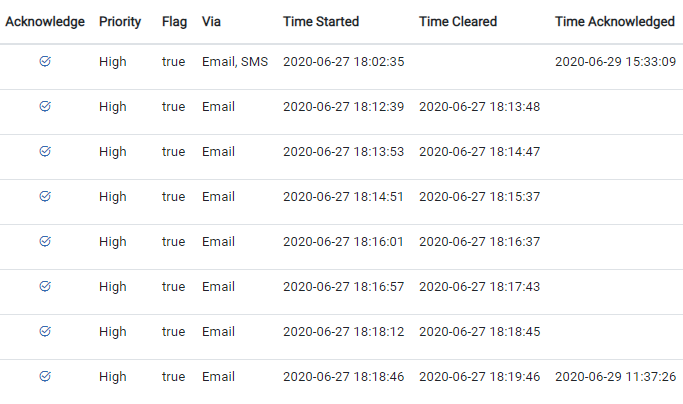 Acknowledge Priority Flag Via Time Started Time Cleared Time Acknowledged
High true Email, SMS 2020-06-27 18:02:35 2020-06-29 15:33:09
High true Email 2020-06-27 18:12:39 2020-06-27 18:13:48
High true Email 2020-06-27 18:13:53 2020-06-27 18:14:47
High true Email 2020-06-27 18:14:51 2020-06-27 18:15:37
High true Email 2020-06-27 18:16:01 2020-06-27 18:16:37
High true Email 2020-06-27 18:16:57 2020-06-27 18:17:43
High true Email 2020-06-27 18:18:12 2020-06-27 18:18:45
High true Email 2020-06-27 18:18:46 2020-06-27 18:19:46 2020-06-29 11:37:26